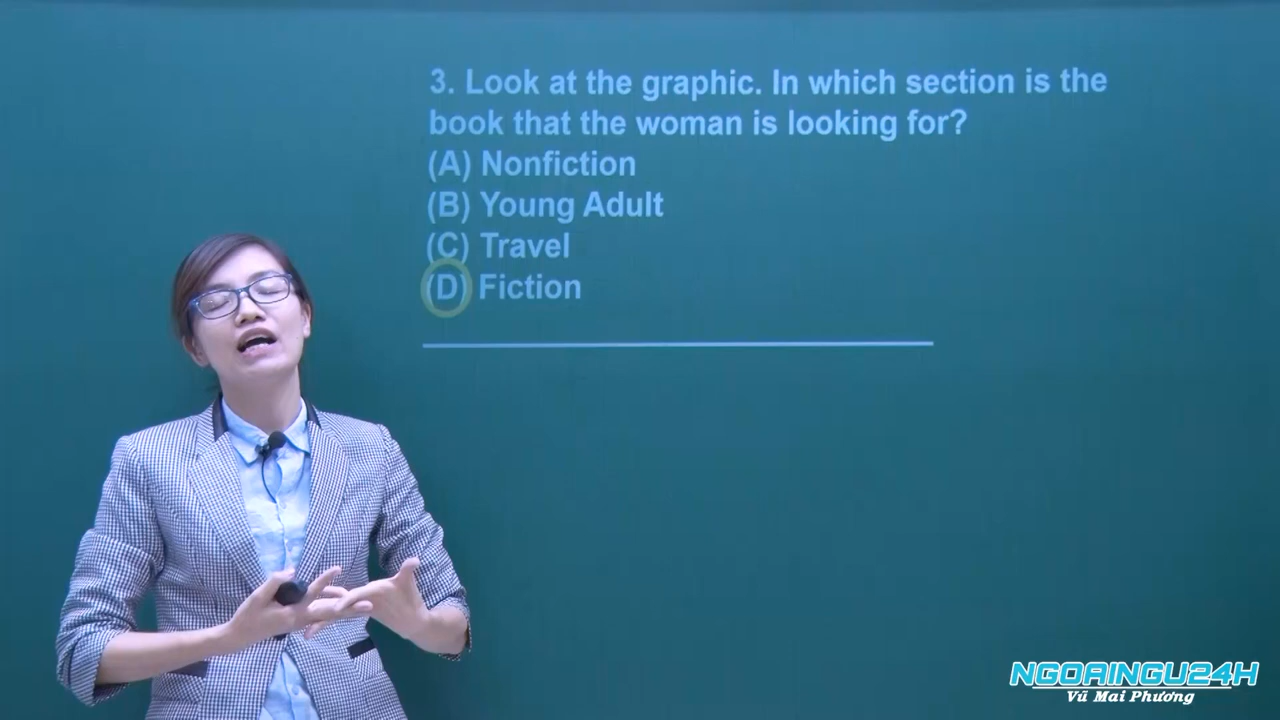 3. Look at the graphic. In which section is the
book that the woman is looking for?
(A) Nonfiction
(B) Young Adult
(C) Travel
(D) Fiction
NGOAINGU24H
Vũ Mai Phương